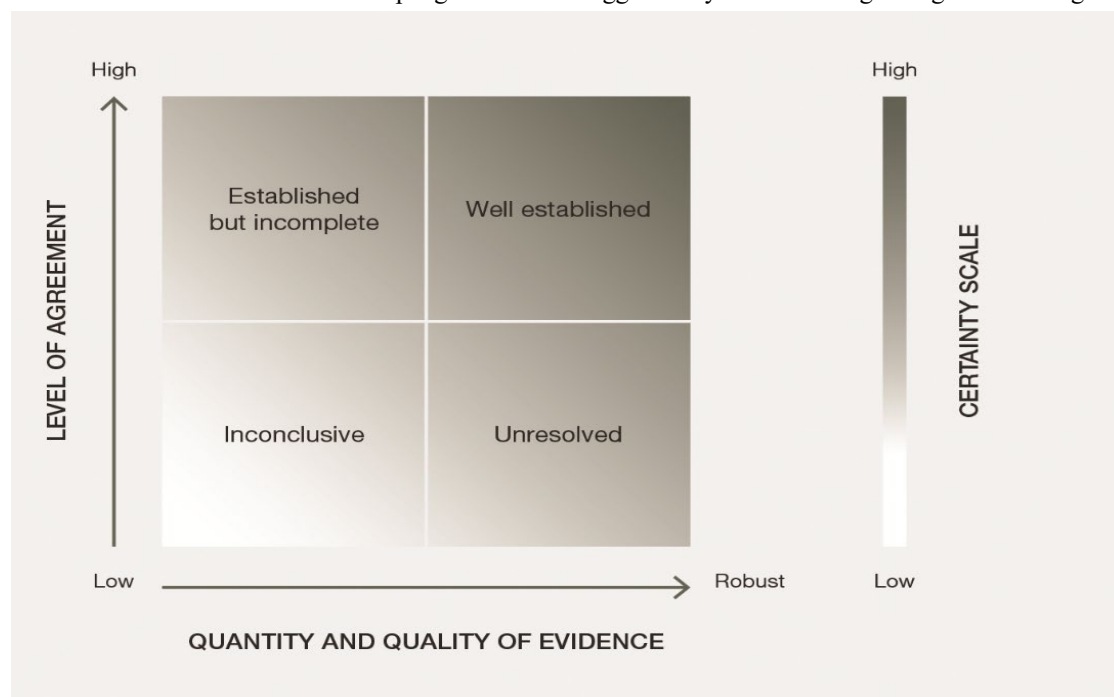 High
High
LEVEL OF AGREEMENT
Established
but incomplete
Well established
Inconclusive
Unresolved
CERTAINTY SCALE
Low
Robust
Low
QUANTITY AND QUALITY OF EVIDENCE